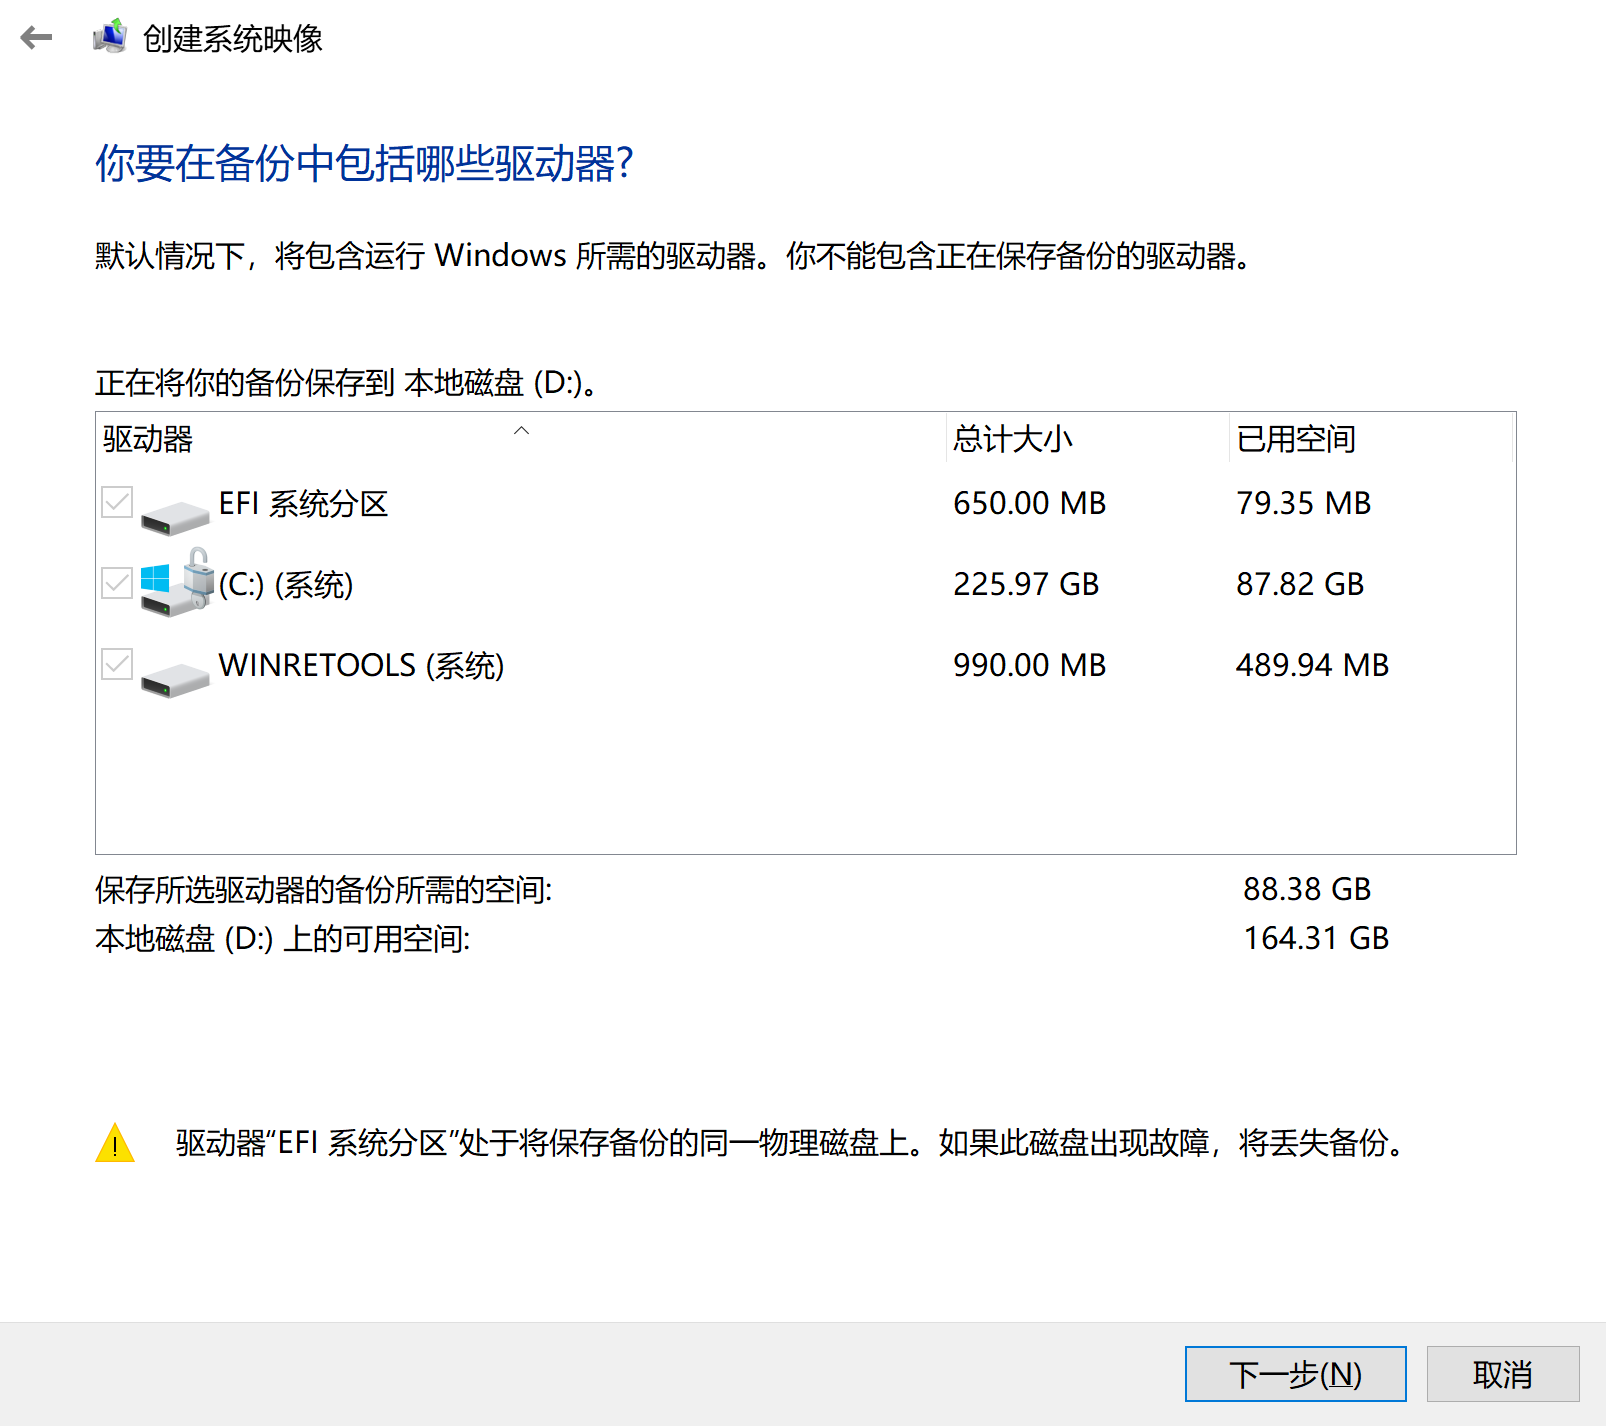 创建系统映像
你要在备份中包括哪些驱动器?
默认情况下，将包含运行 Windows 所需的驱动器。你不能包含正在保存备份的驱动器。
正在将你的备份保存到 本地磁盘 (D:)。
驱动器 总计大小 已用空间
EFI 系统分区 650.00 MB 79.35 MB
(C:) (系统) 225.97 GB 87.82 GB
WINRETOOLS (系统) 990.00 MB 489.94 MB
保存所选驱动器的备份所需的空间: 88.38 GB
本地磁盘 (D:) 上的可用空间: 164.31 GB
驱动器“EFI 系统分区”处于将保存备份的同一物理磁盘上。如果此磁盘出现故障，将丢失备份。
下一步(N) 取消